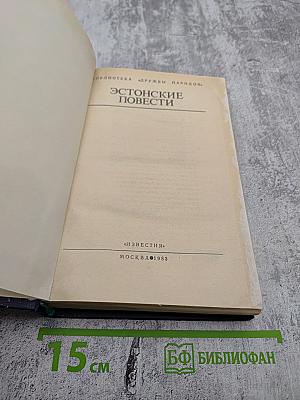 БИБЛИОТЕКА «ДРУЖБЫ НАРОДОВ»
ЭСТОНСКИЕ
ПОВЕСТИ
«ИЗВЕСТИЯ»
МОСКВА●1983
15 см
БФ БИБЛИОФАН